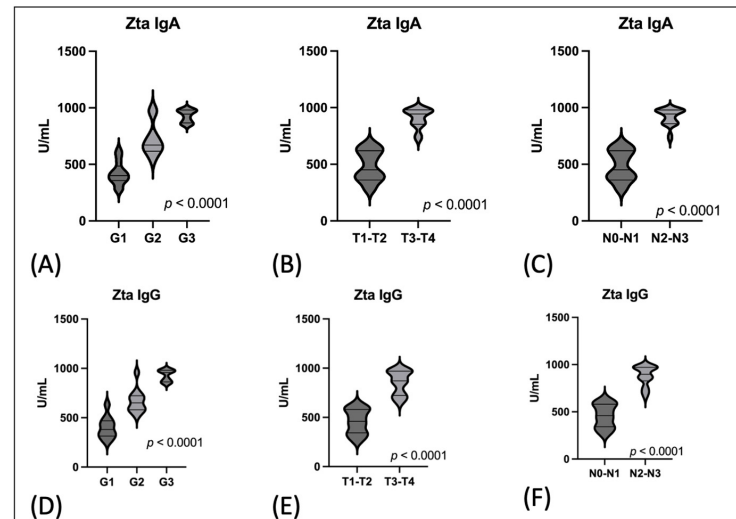 Zta IgA
1500
1000
500
0
U/mL
G1 G2 G3
p < 0.0001
(A)
Zta IgA
1500
1000
500
0
U/mL
T1-T2 T3-T4
p < 0.0001
(B)
Zta IgA
1500
1000
500
0
U/mL
N0-N1 N2-N3
p < 0.0001
(C)
Zta IgG
1500
1000
500
0
U/mL
G1 G2 G3
p < 0.0001
(D)
Zta IgG
1500
1000
500
0
U/mL
T1-T2 T3-T4
p < 0.0001
(E)
Zta IgG
1500
1000
500
0
U/mL
N0-N1 N2-N3
p < 0.0001
(F)